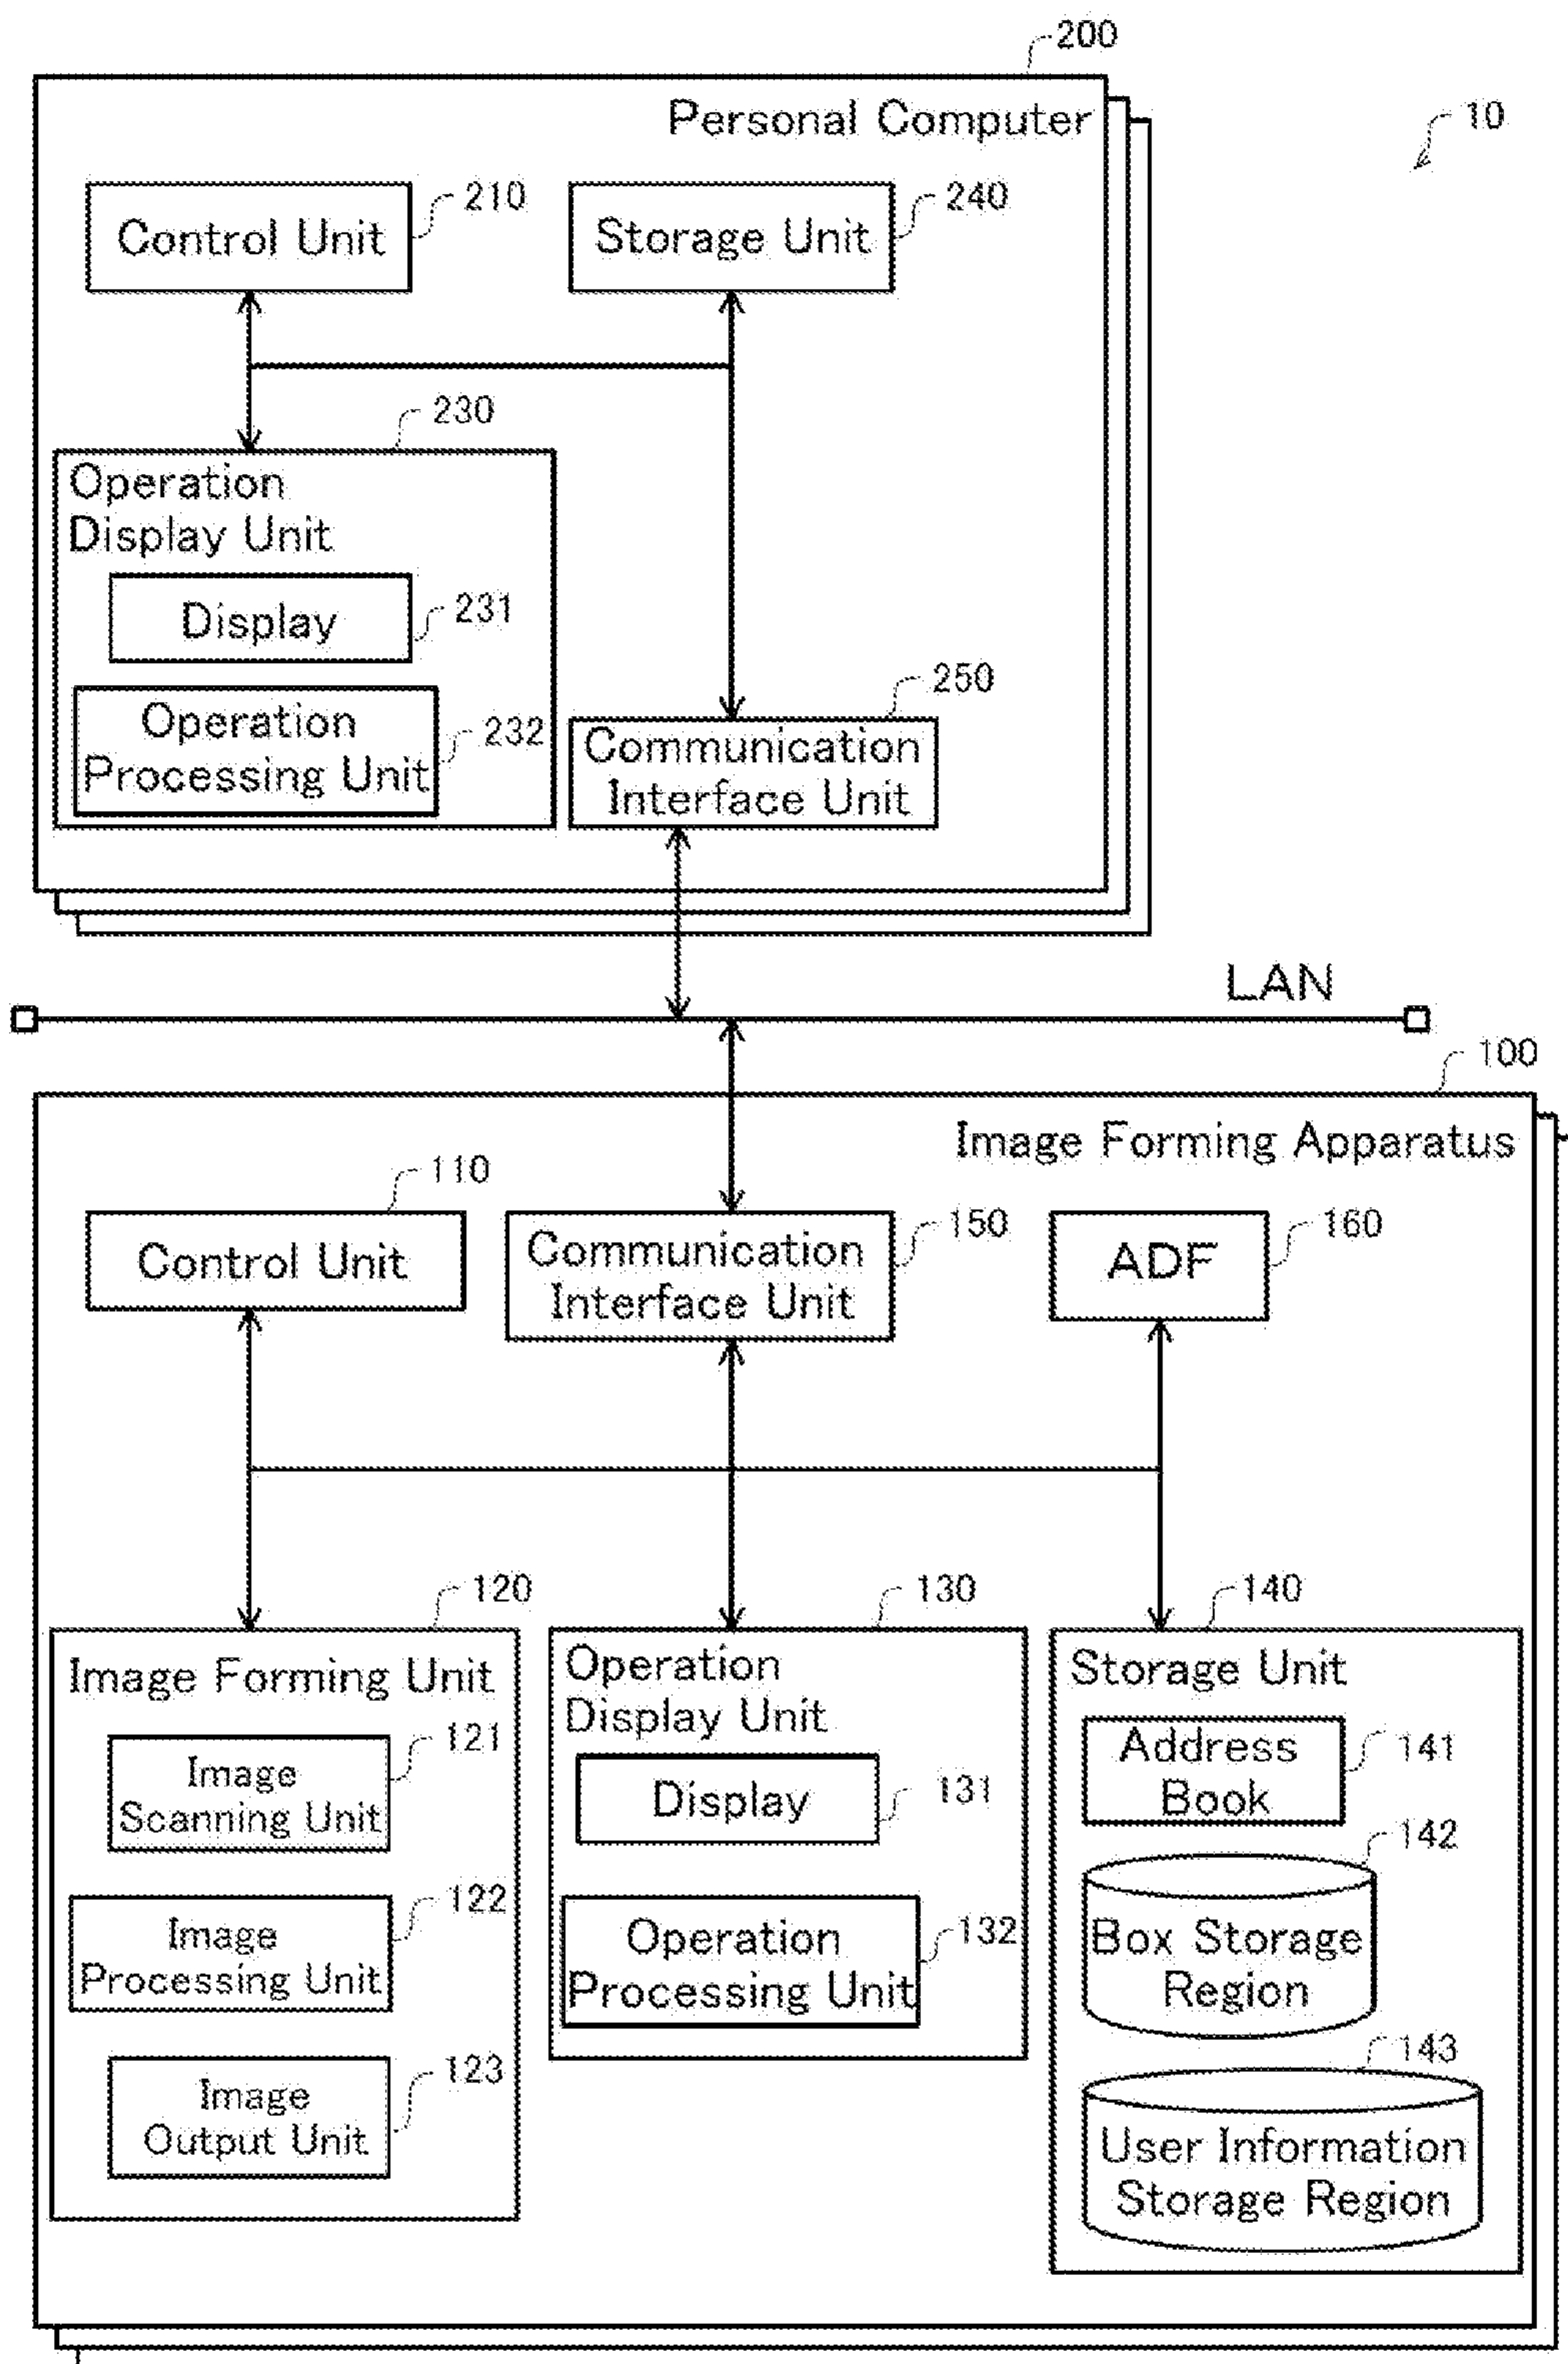 200
Personal Computer
10
210
240
Control Unit
Storage Unit
230
Operation
Display Unit
Display
231
Operation
Processing Unit
232
250
Communication
Interface Unit
LAN
100
Image Forming Apparatus
110
Control Unit
150
Communication
Interface Unit
160
ADF
120
Image Forming Unit
121
Image
Scanning Unit
122
Image
Processing Unit
123
Image
Output Unit
130
Operation
Display Unit
131
Display
132
Operation
Processing Unit
140
Storage Unit
141
Address
Book
142
Box Storage
Region
143
User Information
Storage Region